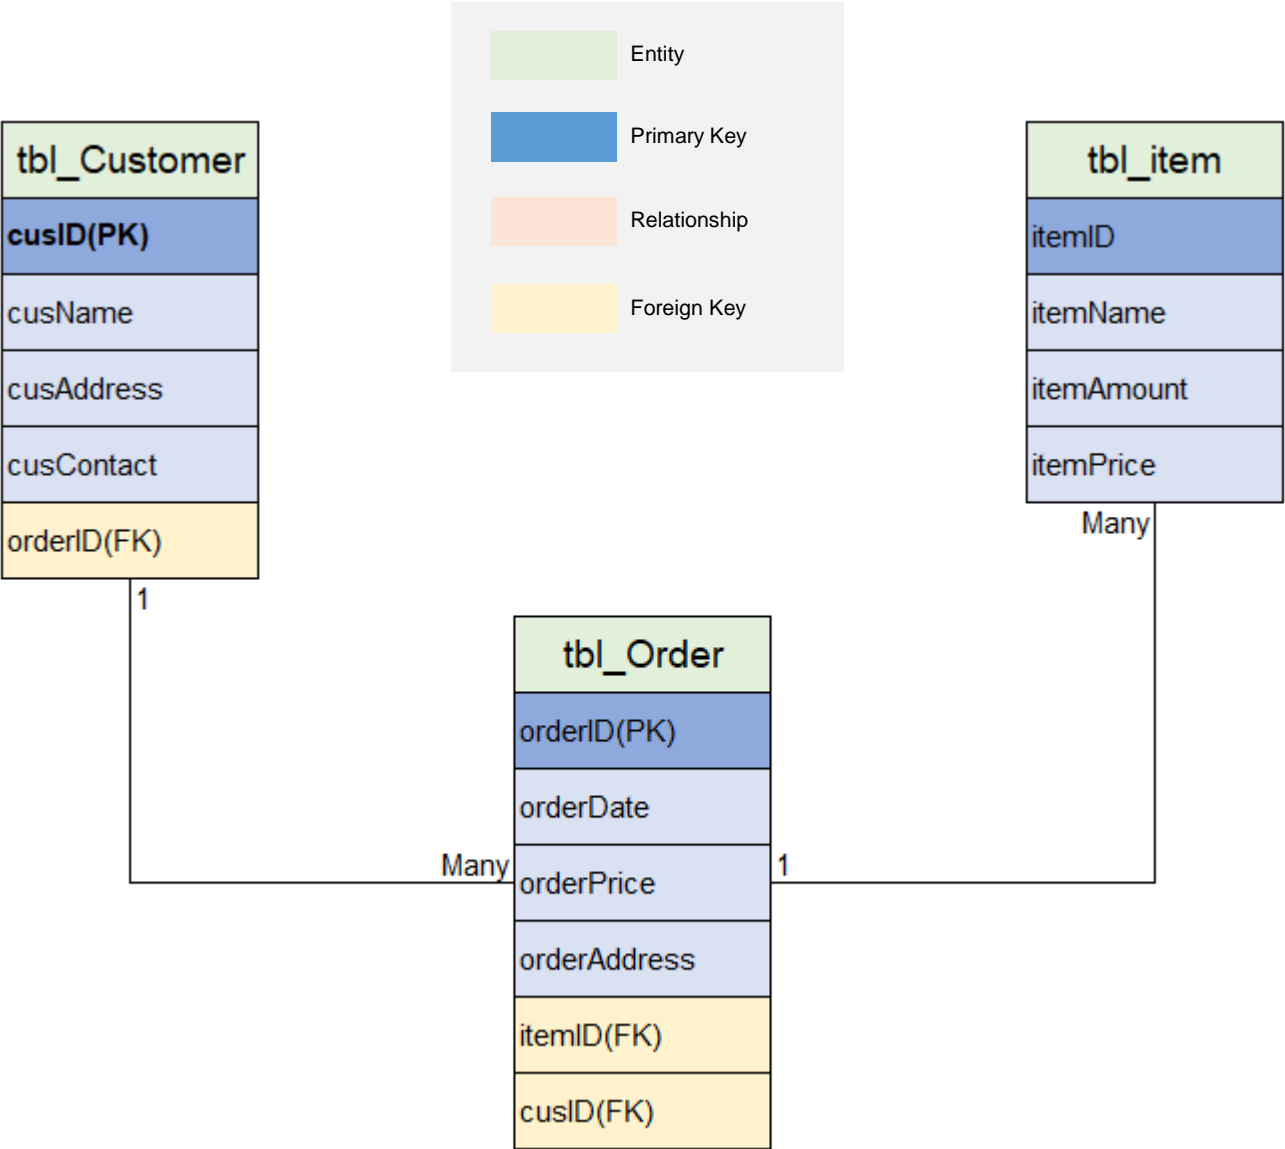 Entity
Primary Key
Relationship
Foreign Key
tbl_Customer
cusID(PK)
cusName
cusAddress
cusContact
orderID(FK)
1
Many
tbl_Order
orderID(PK)
orderDate
orderPrice
orderAddress
itemID(FK)
cusID(FK)
1
Many
tbl_item
itemID
itemName
itemAmount
itemPrice